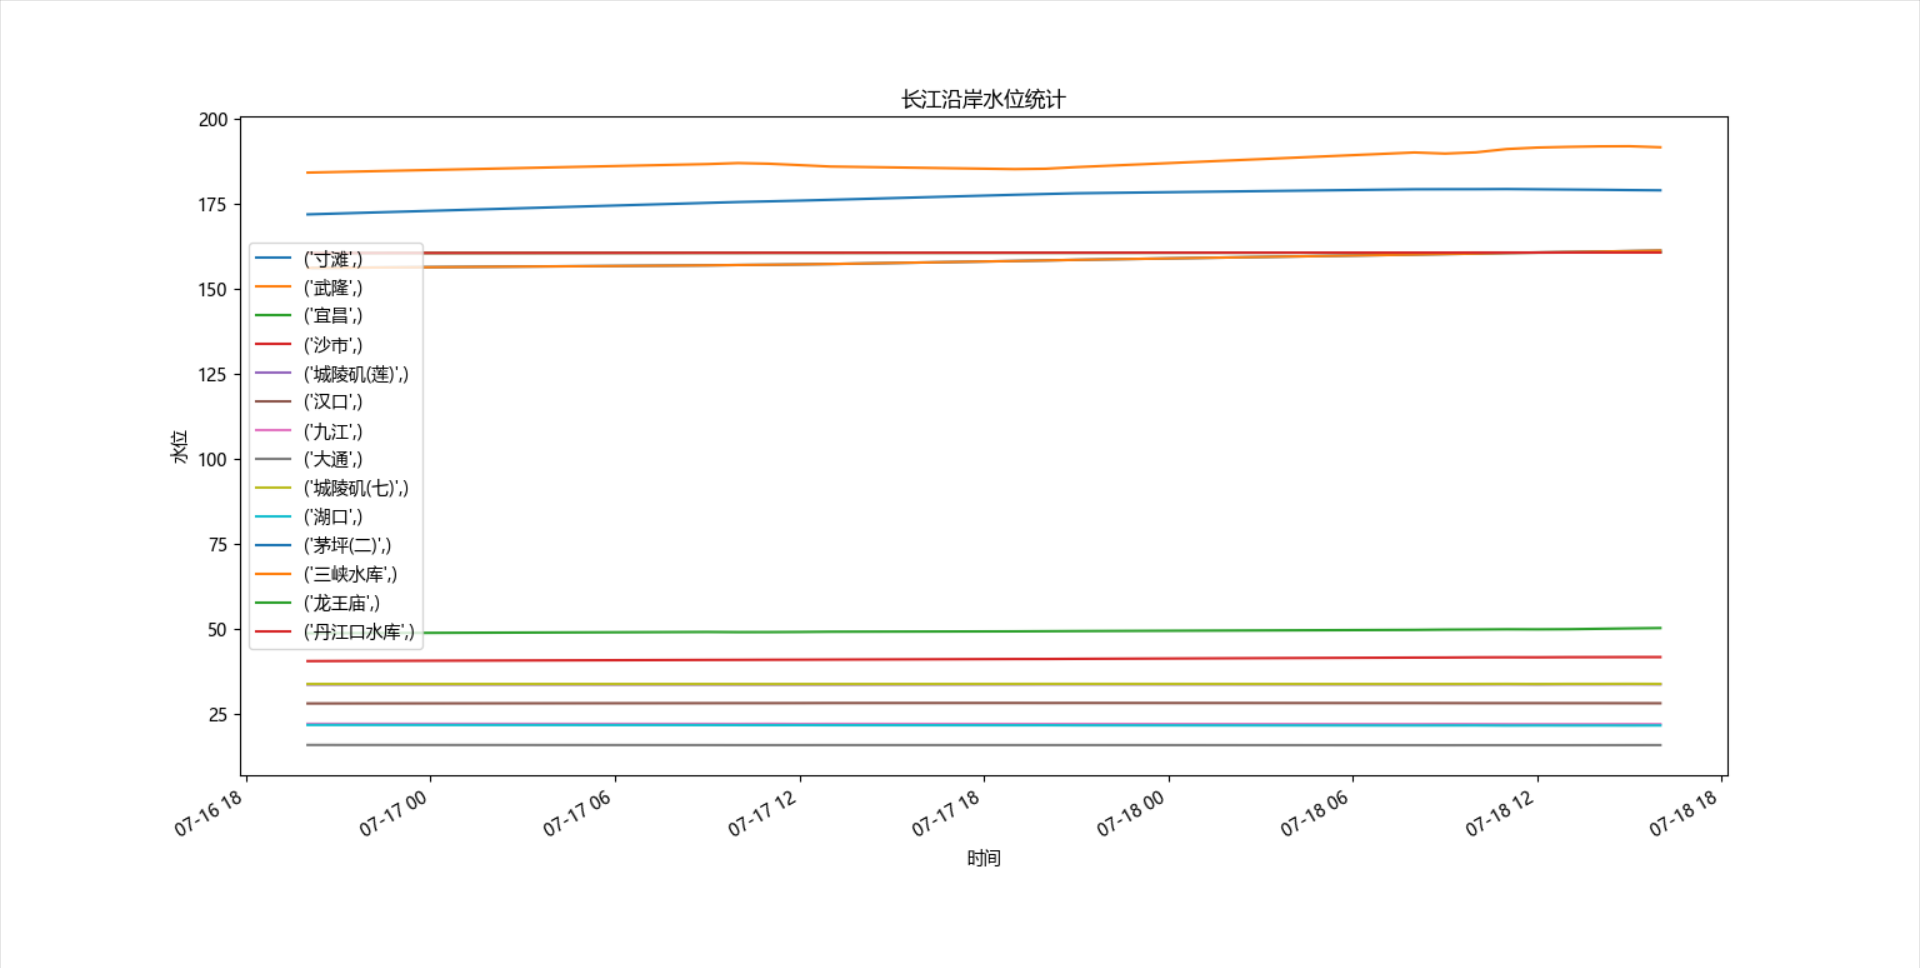 长江沿岸水位统计
200
175
150
125
100
75
50
25
水位
('寸滩',)
('武隆',)
('宜昌',)
('沙市',)
('城陵矶(莲)',)
('汉口',)
('九江',)
('大通',)
('城陵矶(七)',)
('湖口',)
('茅坪(二)',)
('三峡水库',)
('龙王庙',)
('丹江口水库',)
07-16 18
07-17 00
07-17 06
07-17 12
07-17 18
07-18 00
07-18 06
07-18 12
07-18 18
时间